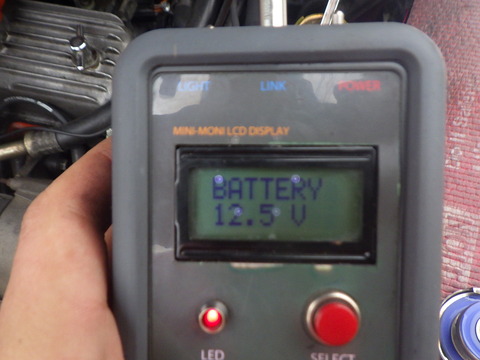 LIGHT LINK POWER
MINI-MONI LCD DISPLAY
BATTERY
12.5 V
LED SELECT